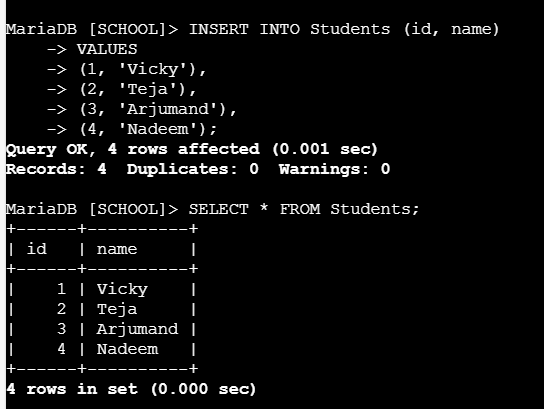 MariaDB [SCHOOL]> INSERT INTO Students (id, name)
    -> VALUES
    -> (1, 'Vicky'),
    -> (2, 'Teja'),
    -> (3, 'Arjumand'),
    -> (4, 'Nadeem');
Query OK, 4 rows affected (0.001 sec)
Records: 4  Duplicates: 0  Warnings: 0
MariaDB [SCHOOL]> SELECT * FROM Students;
+------+----------+
| id   | name     |
+------+----------+
|    1 | Vicky    |
|    2 | Teja     |
|    3 | Arjumand |
|    4 | Nadeem   |
+------+----------+
4 rows in set (0.000 sec)